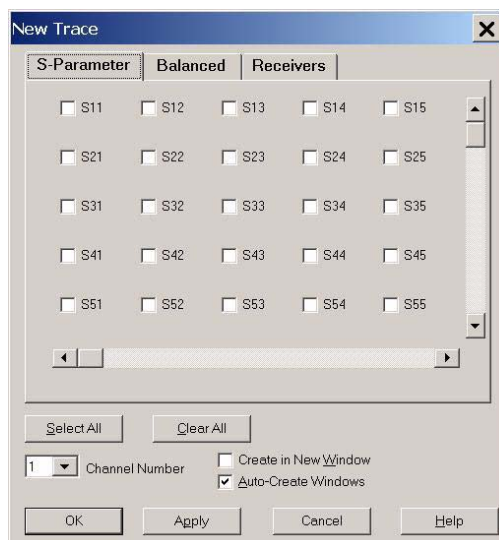 New Trace
S-Parameter Balanced Receivers
S11 S12 S13 S14 S15
S21 S22 S23 S24 S25
S31 S32 S33 S34 S35
S41 S42 S43 S44 S45
S51 S52 S53 S54 S55
Select All Clear All
1 Channel Number Create in New Window
Auto-Create Windows
OK Apply Cancel Help